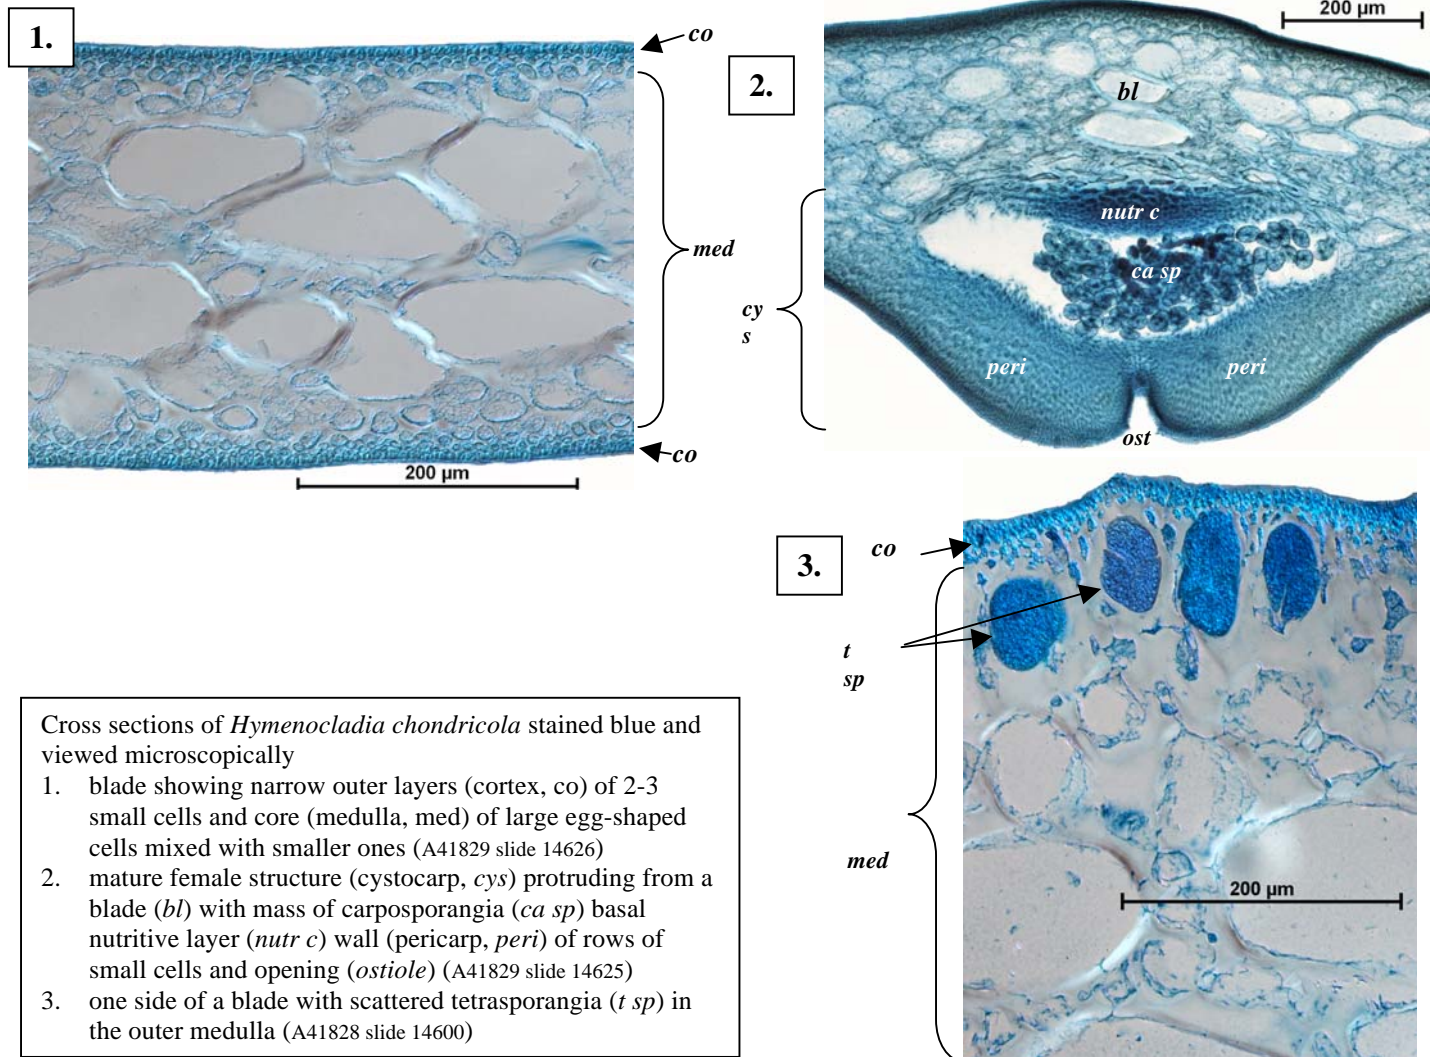 1.
co
med
co
200 µm
2.
200 µm
bl
nutr c
ca sp
cy
s
peri
peri
ost
3.
co
t
sp
med
200 µm
Cross sections of Hymenocladia chondricola stained blue and
viewed microscopically
1. blade showing narrow outer layers (cortex, co) of 2-3
small cells and core (medulla, med) of large egg-shaped
cells mixed with smaller ones (A41829 slide 14626)
2. mature female structure (cystocarp, cys) protruding from a
blade (bl) with mass of carposporangia (ca sp) basal
nutritive layer (nutr c) wall (pericarp, peri) of rows of
small cells and opening (ostiole) (A41829 slide 14625)
3. one side of a blade with scattered tetrasporangia (t sp) in
the outer medulla (A41828 slide 14600)